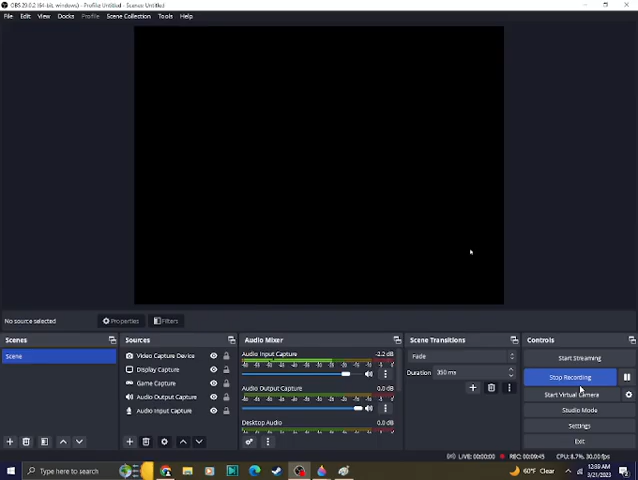 OBS 29.0.2 (64-bit, windows) - Profile: Untitled - Scenes: Untitled
File Edit View Docks Profile Scene Collection Tools Help
No source selected Properties Filters
Scenes Sources Audio Mixer Scene Transitions Controls
Scene
Video Capture Device
Display Capture
Game Capture
Audio Output Capture
Audio Input Capture
Audio Input Capture -2.2 dB
Audio Output Capture 0.0 dB
Desktop Audio 0.0 dB
Fade
Duration 350 ms
Start Streaming
Stop Recording
Start Virtual Camera
Studio Mode
Settings
Exit
LIVE: 00:00:00 REC: 00:09:45 CPU: 8.7%, 30.00 fps
Type here to search 60°F Clear 12:39 AM
3/21/2023